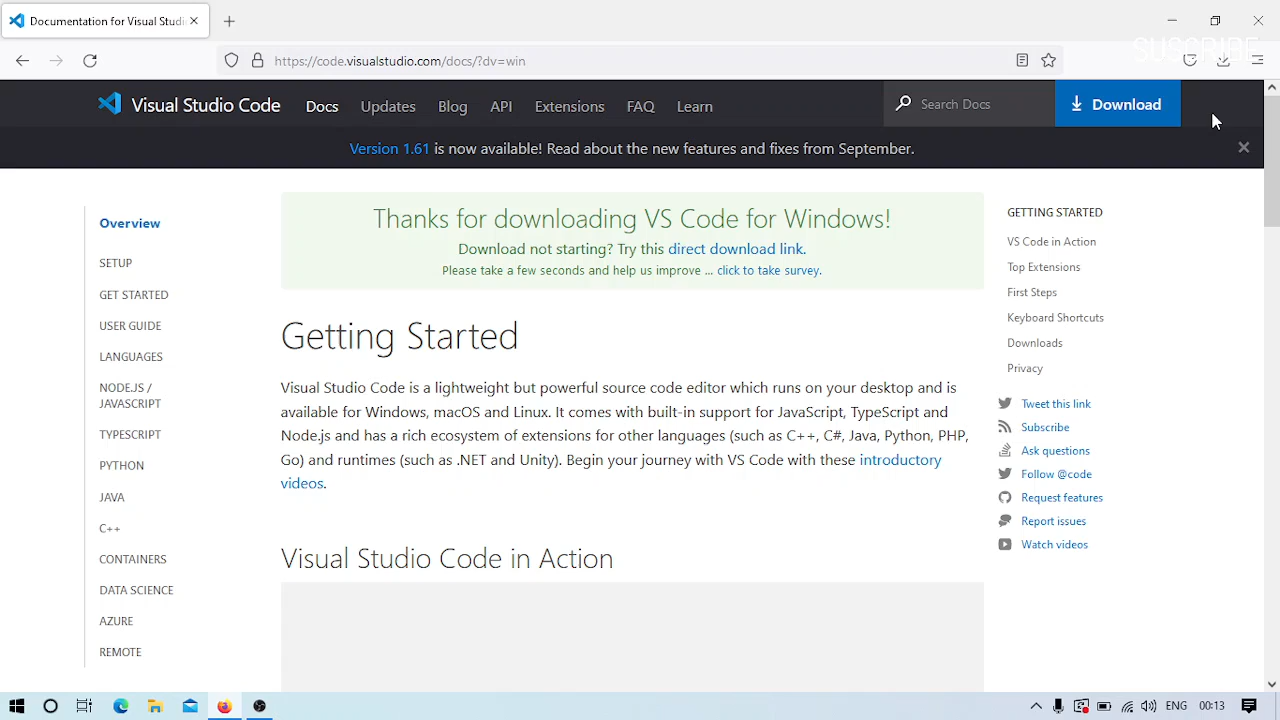 Documentation for Visual Studi
https://code.visualstudio.com/docs/?dv=win
SUSCRIBE
Visual Studio Code
Docs
Updates
Blog
API
Extensions
FAQ
Learn
Search Docs
Download
Version 1.61 is now available! Read about the new features and fixes from September.
Overview
SETUP
GET STARTED
USER GUIDE
LANGUAGES
NODE.JS /
JAVASCRIPT
TYPESCRIPT
PYTHON
JAVA
C++
CONTAINERS
DATA SCIENCE
AZURE
REMOTE
Thanks for downloading VS Code for Windows!
Download not starting? Try this direct download link.
Please take a few seconds and help us improve ... click to take survey.
Getting Started
Visual Studio Code is a lightweight but powerful source code editor which runs on your desktop and is
available for Windows, macOS and Linux. It comes with built-in support for JavaScript, TypeScript and
Node.js and has a rich ecosystem of extensions for other languages (such as C++, C#, Java, Python, PHP,
Go) and runtimes (such as .NET and Unity). Begin your journey with VS Code with these introductory
videos.
Visual Studio Code in Action
GETTING STARTED
VS Code in Action
Top Extensions
First Steps
Keyboard Shortcuts
Downloads
Privacy
Tweet this link
Subscribe
Ask questions
Follow @code
Request features
Report issues
Watch videos
ENG
00:13